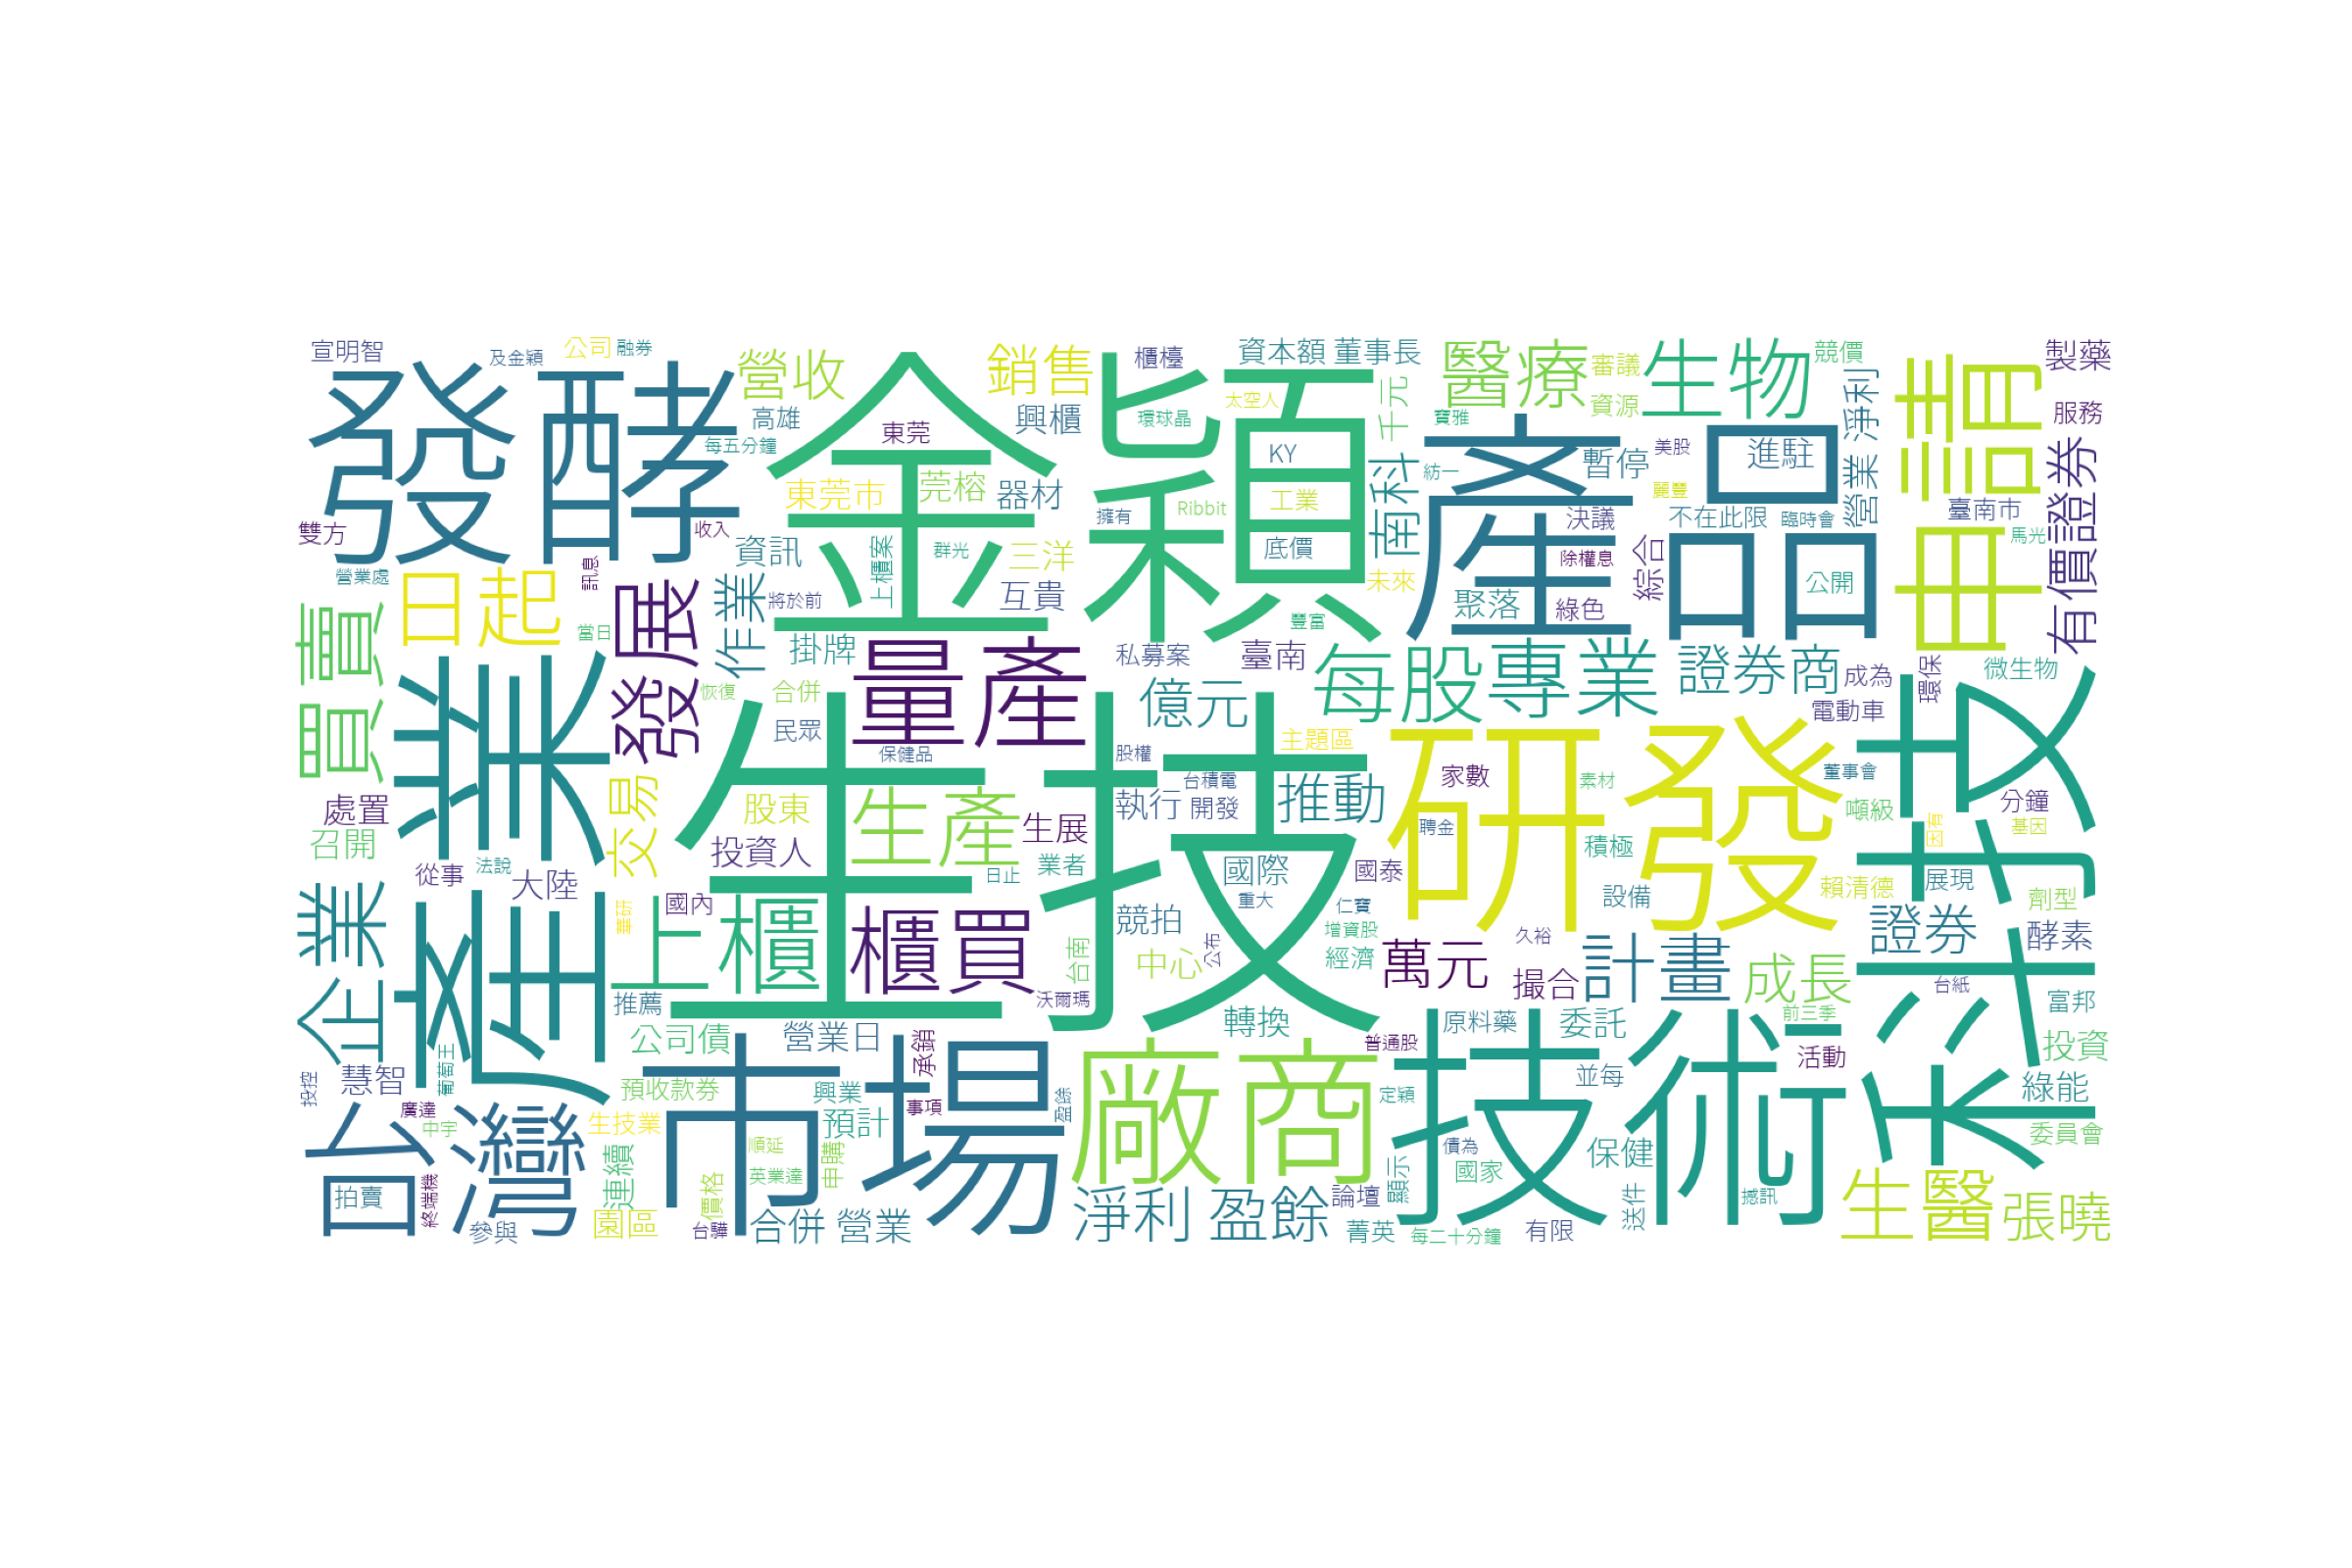 宣明智
及金穎
公司
融券
營收
銷售
櫃檯
資本額
董事長
醫療
審議
生物
競價
製藥
發酵
金穎
產品
申請
高雄
每五分鐘
興櫃
太空人
環球晶
千元
寶雅
資源
淨利
服務
東莞
東莞市
莞榕
器材
KY
工業
底價
Ribbit
擁有
南科
紡一
暫停
美股
麗豐
進駐
營業
有價證券
雙方
收入
資訊
上櫃案
群光
三洋
決議
除權息
不在此限
臨時會
臺南市
馬光
營業處
訊息
日起
當日
發展
作業
將於前
互貴
豐富
未來
聚落
綠色
綜合
公開
買賣
產業
恢復
掛牌
量產
私募案
臺南
每股
專業
證券商
成為
環保
微生物
科技
合併
民眾
億元
電動車
保健品
股權
主題區
生技
研發
台積電
家數
素材
董事會
分鐘
處置
召開
交易
股東
投資人
生產
生展
執行
開發
推動
聘金
噸級
因有
基因
從事
法說
大陸
業者
日止
國際
重大
國泰
積極
設備
賴清德
展現
劑型
企業
華研
國內
上櫃
櫃買
競拍
仁寶
增資股
萬元
久裕
計畫
證券
酵素
推薦
台南
中心
公布
經濟
撮合
成長
沃爾瑪
前三季
台紙
富邦
公司債
營業日
承銷
轉換
普通股
原料藥
委託
投資
投控
慧智
葡萄王
預收款券
興業
事項
市場
盈餘
廠商
定穎
技術
並每
活動
綠能
台灣
廣達
中宇
生技業
預計
債為
委員會
拍賣
終端機
連續
順延
英業達
申購
顯示
國家
保健
參與
園區
價格
台驊
合併
營業
淨利
盈餘
論壇
菁英
每二十分鐘
有限
送件
撼訊
生醫
張曉